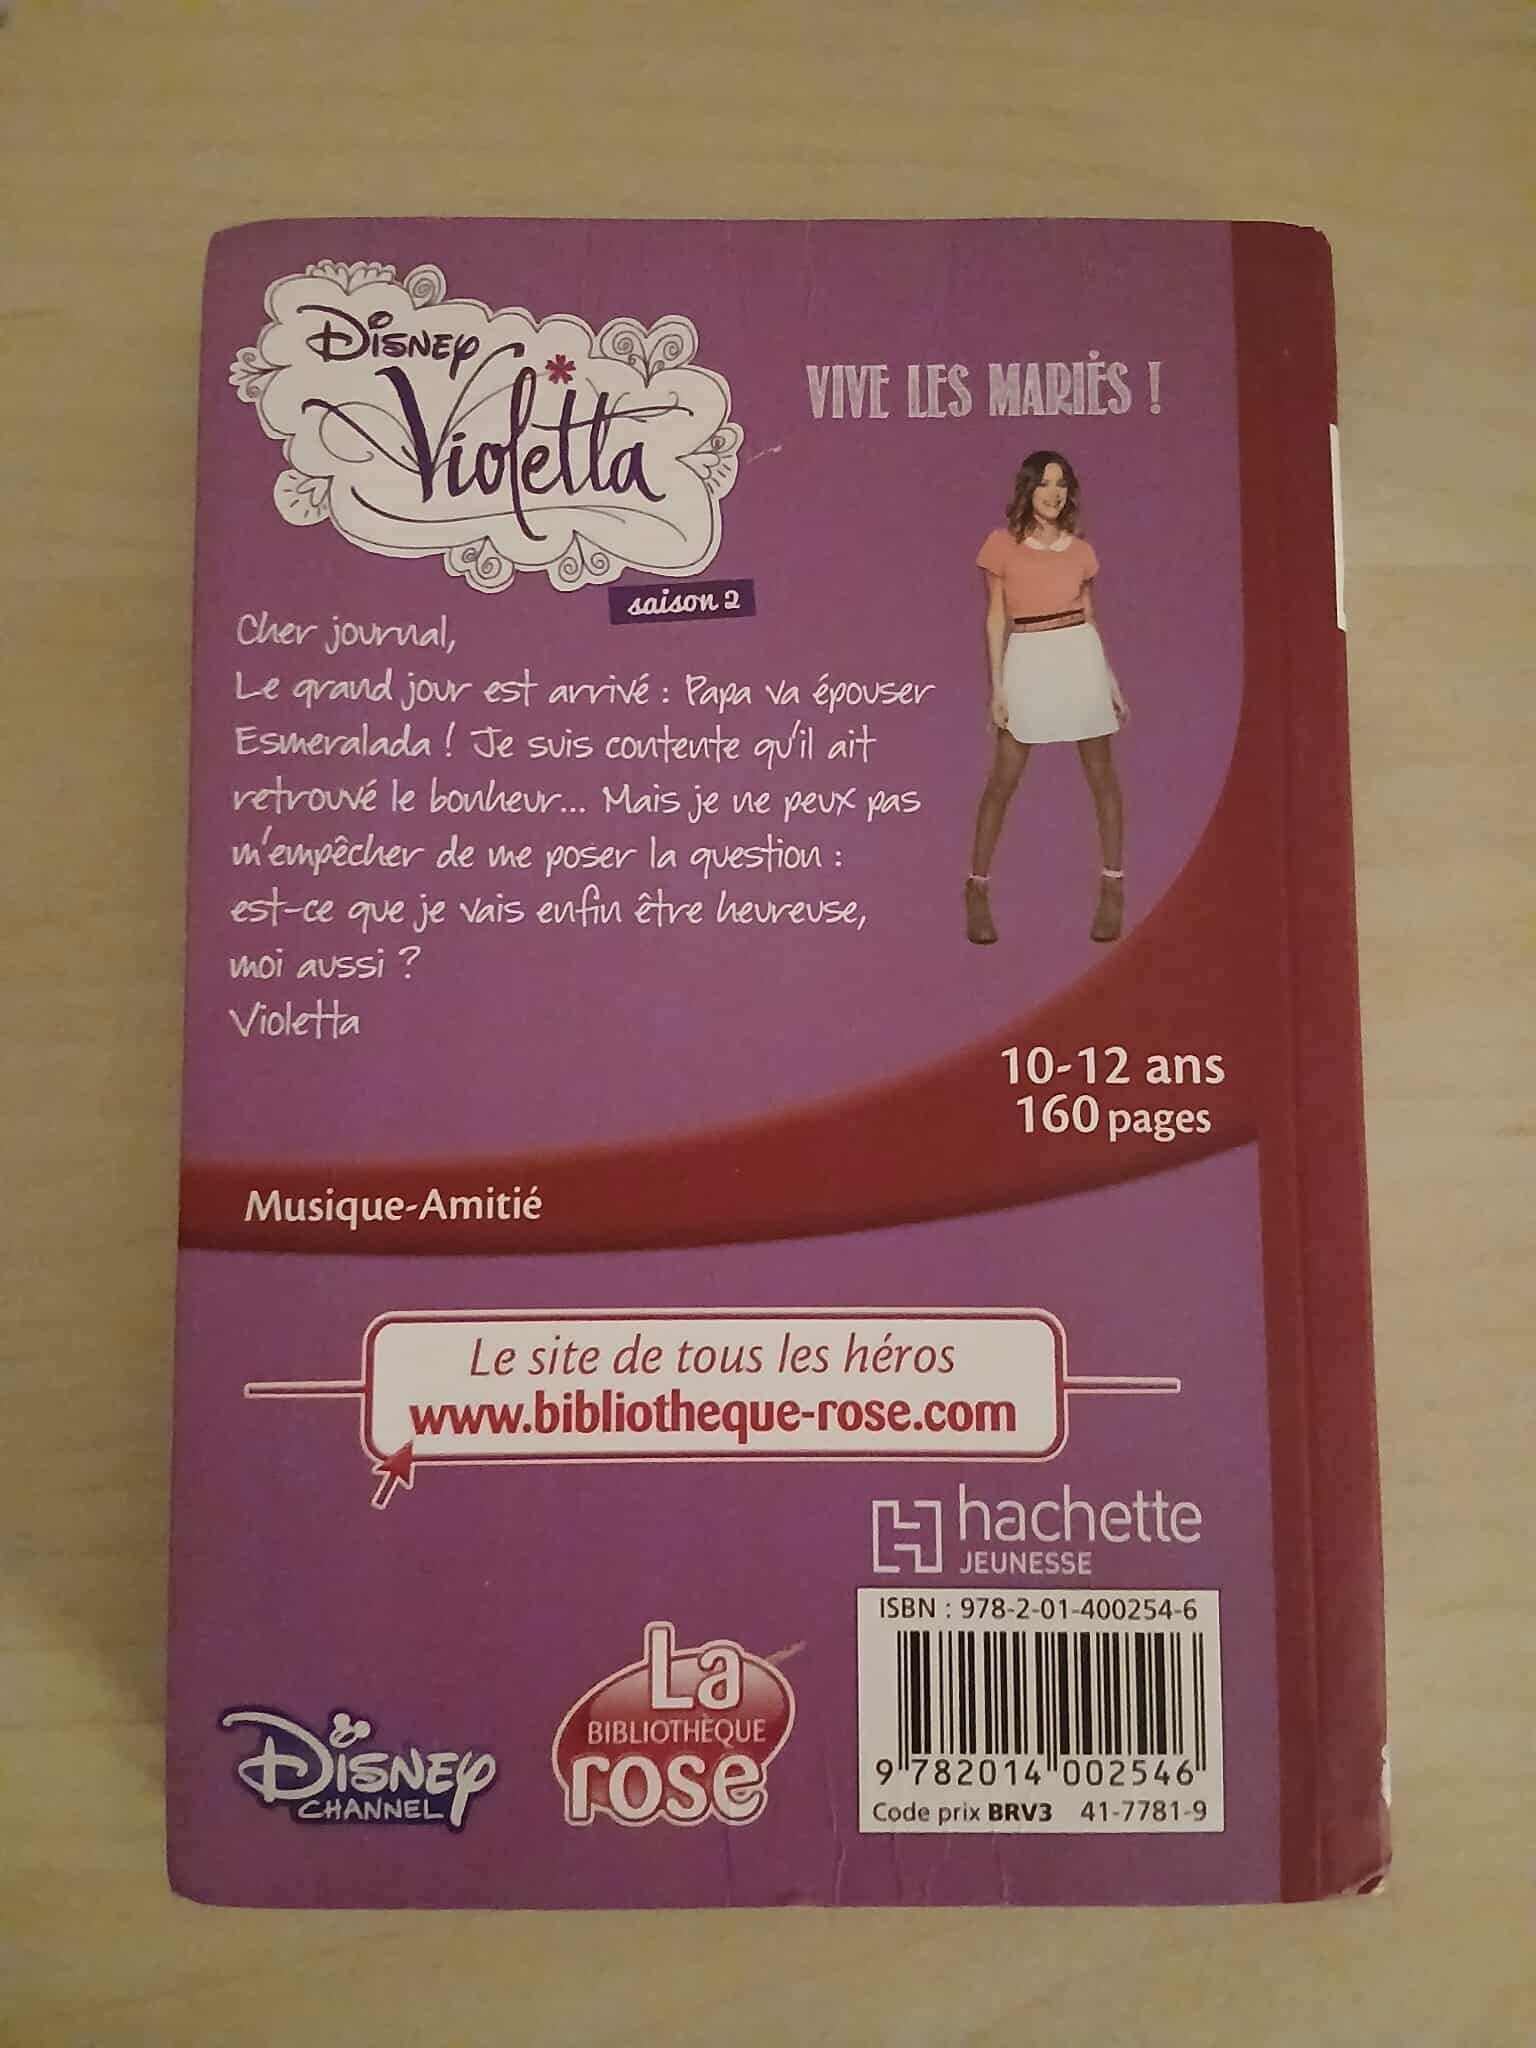 Disney
Violetta
saison 2
VIVE LES MARIÉS !
Cher journal,
Le grand jour est arrivé : Papa va épouser
Esmeralada ! Je suis contente qu'il ait
retrouvé le bonheur... Mais je ne peux pas
m'empêcher de me poser la question :
est-ce que je vais enfin être heureuse,
moi aussi ?
Violetta
10-12 ans
160 pages
Musique-Amitié
Le site de tous les héros
www.bibliotheque-rose.com
hachette
JEUNESSE
ISBN : 978-2-01-400254-6
9 782014 002546
Code prix BRV3 41-7781-9
La
BIBLIOTHÈQUE
rose
Disney
CHANNEL